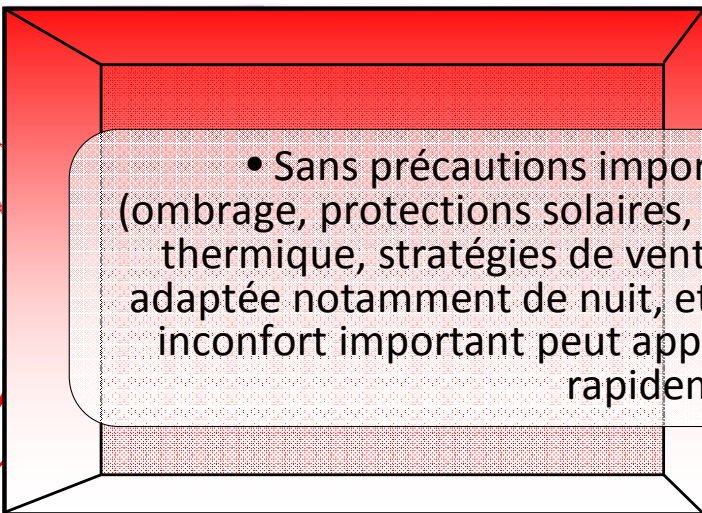 • Sans précautions impor
(ombrage, protections solaires,
thermique, stratégies de vent
adaptée notamment de nuit, et
inconfort important peut app
rapiden